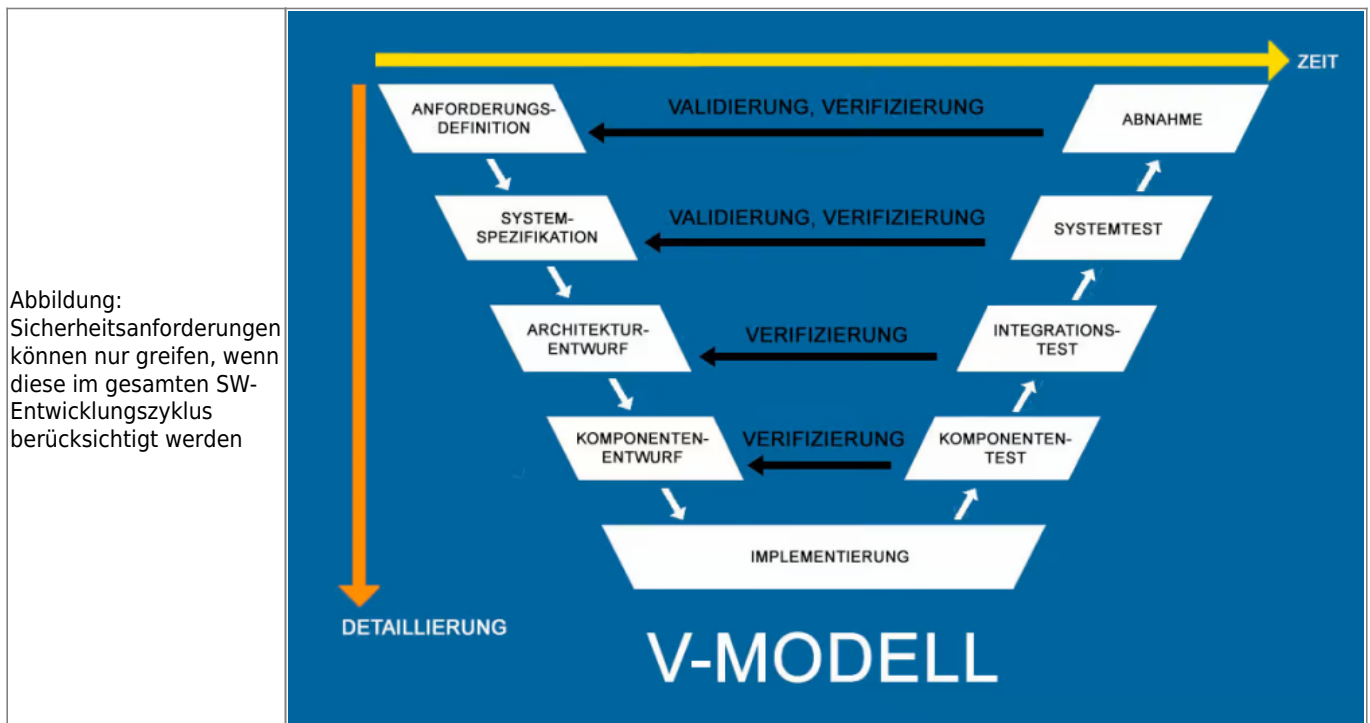 Abbildung:
Sicherheitsanforderungen
können nur greifen, wenn
diese im gesamten SW-
Entwicklungszyklus
berücksichtigt werden
ZEIT
ANFORDERUNGS-
DEFINITION
VALIDIERUNG, VERIFIZIERUNG
ABNAHME
SYSTEM-
SPEZIFIKATION
VALIDIERUNG, VERIFIZIERUNG
SYSTEMTEST
ARCHITEKTUR-
ENTWURF
VERIFIZIERUNG
INTEGRATIONS-
TEST
KOMPONENTEN-
ENTWURF
VERIFIZIERUNG
KOMPONENTEN-
TEST
IMPLEMENTIERUNG
DETAILLIERUNG
V-MODELL